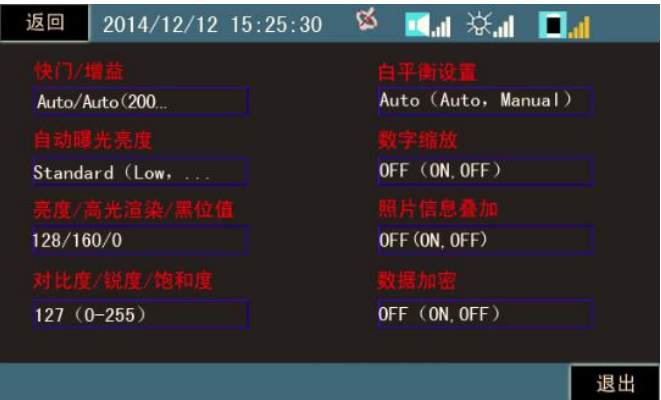 返回 2014/12/12 15:25:30
快门/增益
Auto/Auto(200...
自动曝光亮度
Standard (Low, ...
亮度/高光渲染/黑位值
128/160/0
对比度/锐度/饱和度
127 (0-255)
白平衡设置
Auto (Auto, Manual)
数字缩放
OFF (ON,OFF)
照片信息叠加
OFF(ON,OFF)
数据加密
OFF (ON,OFF)
退出